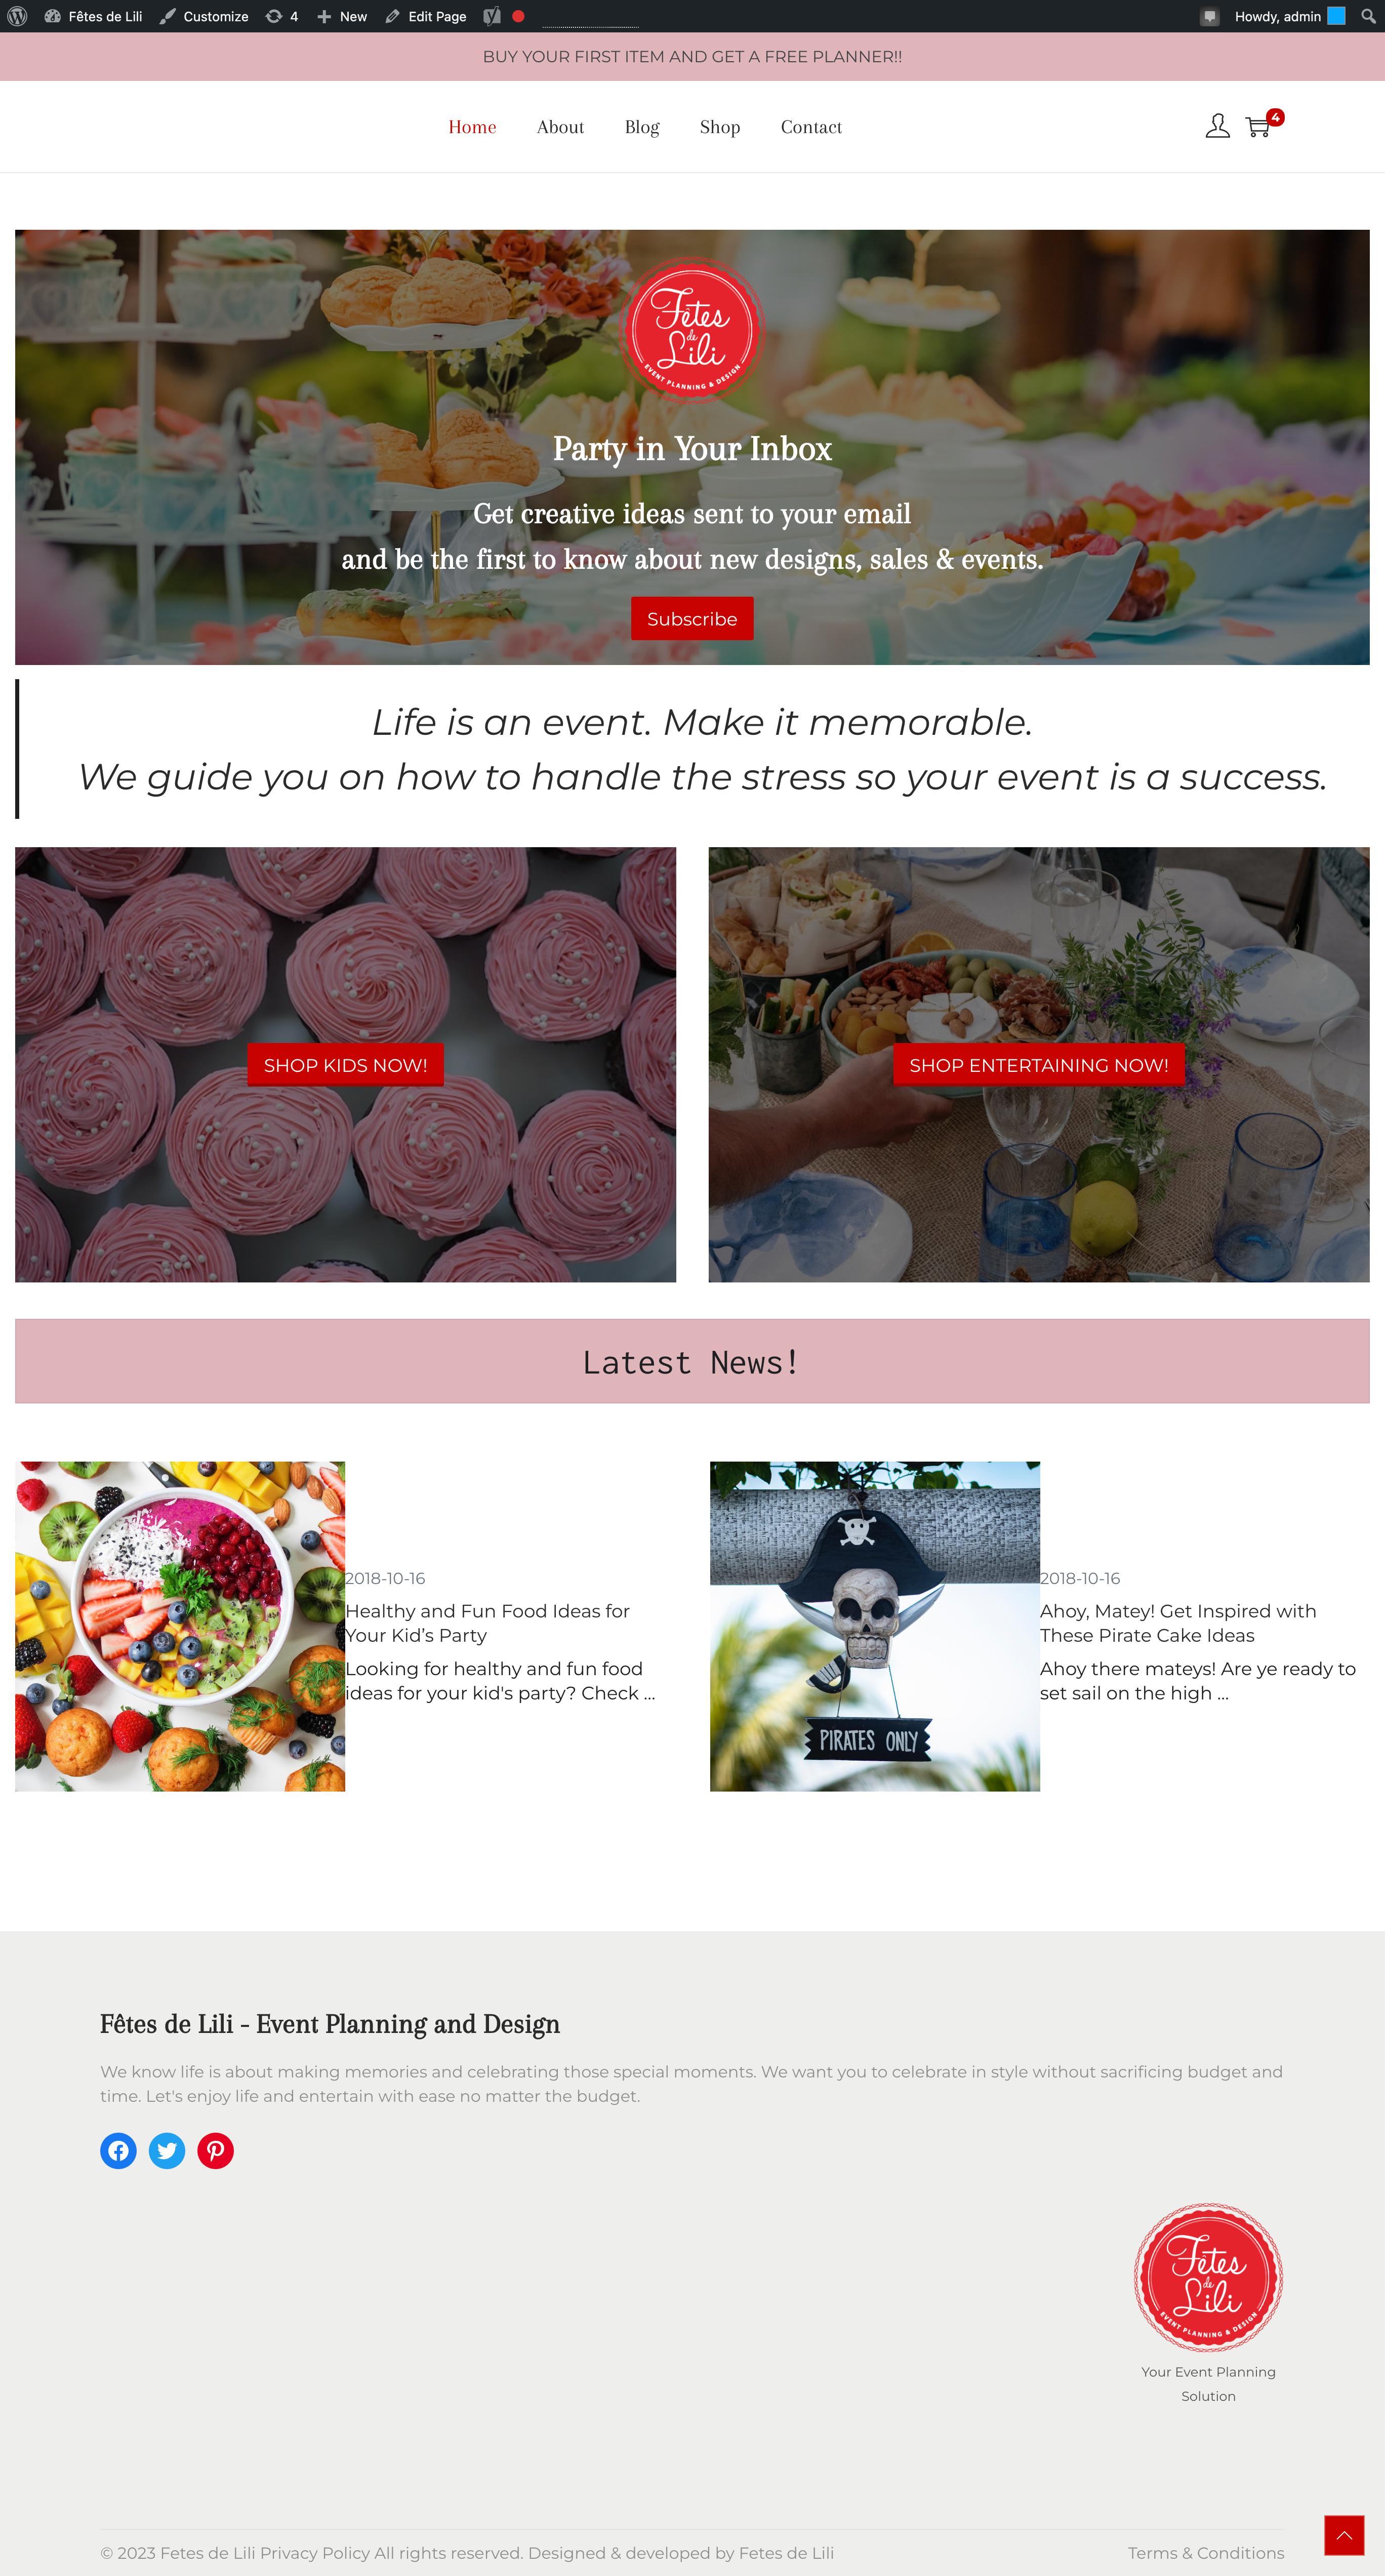 Fêtes de Lili Customize 4 New Edit Page Howdy, admin
BUY YOUR FIRST ITEM AND GET A FREE PLANNER!!
Home About Blog Shop Contact 4
Fetes
de
Lili
EVENT PLANNING & DESIGN
Party in Your Inbox
Get creative ideas sent to your email
and be the first to know about new designs, sales & events.
Subscribe
Life is an event. Make it memorable.
We guide you on how to handle the stress so your event is a success.
SHOP KIDS NOW! SHOP ENTERTAINING NOW!
Latest News!
2018-10-16
Healthy and Fun Food Ideas for
Your Kid’s Party
Looking for healthy and fun food
ideas for your kid's party? Check ...
PIRATES ONLY
2018-10-16
Ahoy, Matey! Get Inspired with
These Pirate Cake Ideas
Ahoy there mateys! Are ye ready to
set sail on the high ...
Fêtes de Lili - Event Planning and Design
We know life is about making memories and celebrating those special moments. We want you to celebrate in style without sacrificing budget and
time. Let's enjoy life and entertain with ease no matter the budget.
Fetes
de
Lili
EVENT PLANNING & DESIGN
Your Event Planning
Solution
© 2023 Fetes de Lili Privacy Policy All rights reserved. Designed & developed by Fetes de Lili
Terms & Conditions